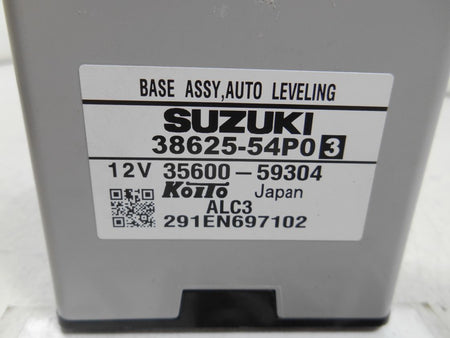 BASE ASSY,AUTO LEVELING
SUZUKI
38625-54P0 3
12V 35600-59304
KOITO Japan
ALC3
291EN697102